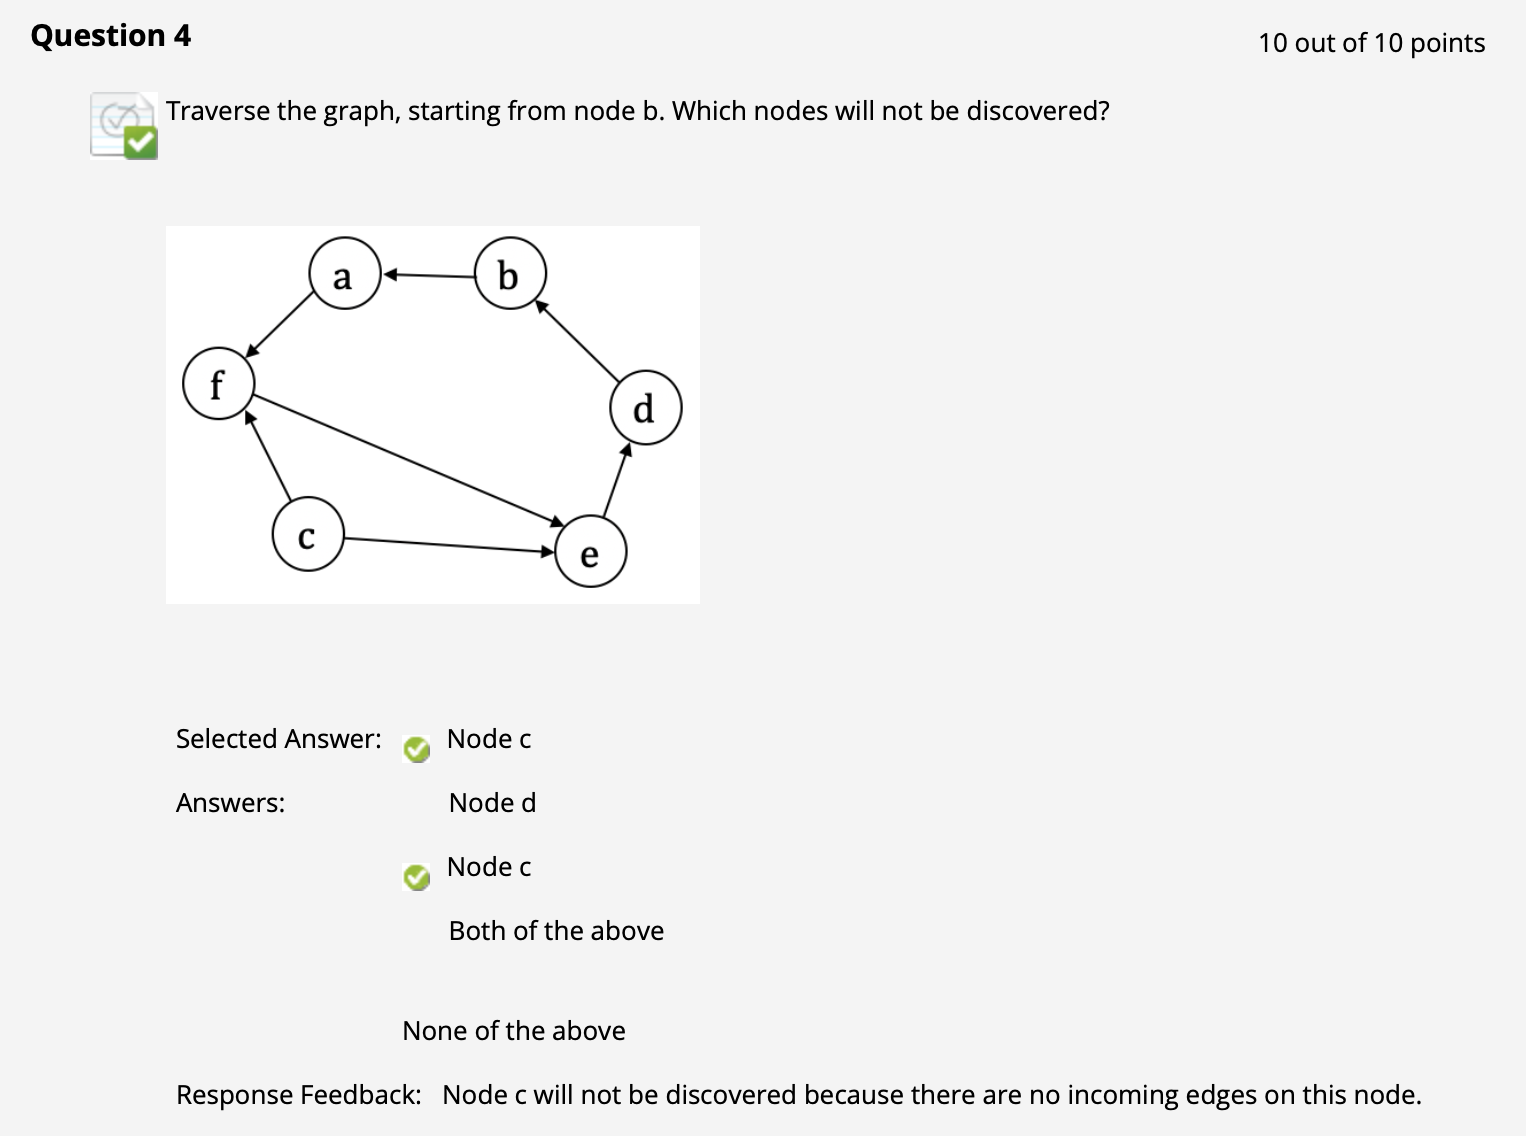 Question 4
10 out of 10 points
Traverse the graph, starting from node b. Which nodes will not be discovered?
a
b
f
d
c
e
Selected Answer: Node c
Answers: Node d
Node c
Both of the above
None of the above
Response Feedback: Node c will not be discovered because there are no incoming edges on this node.